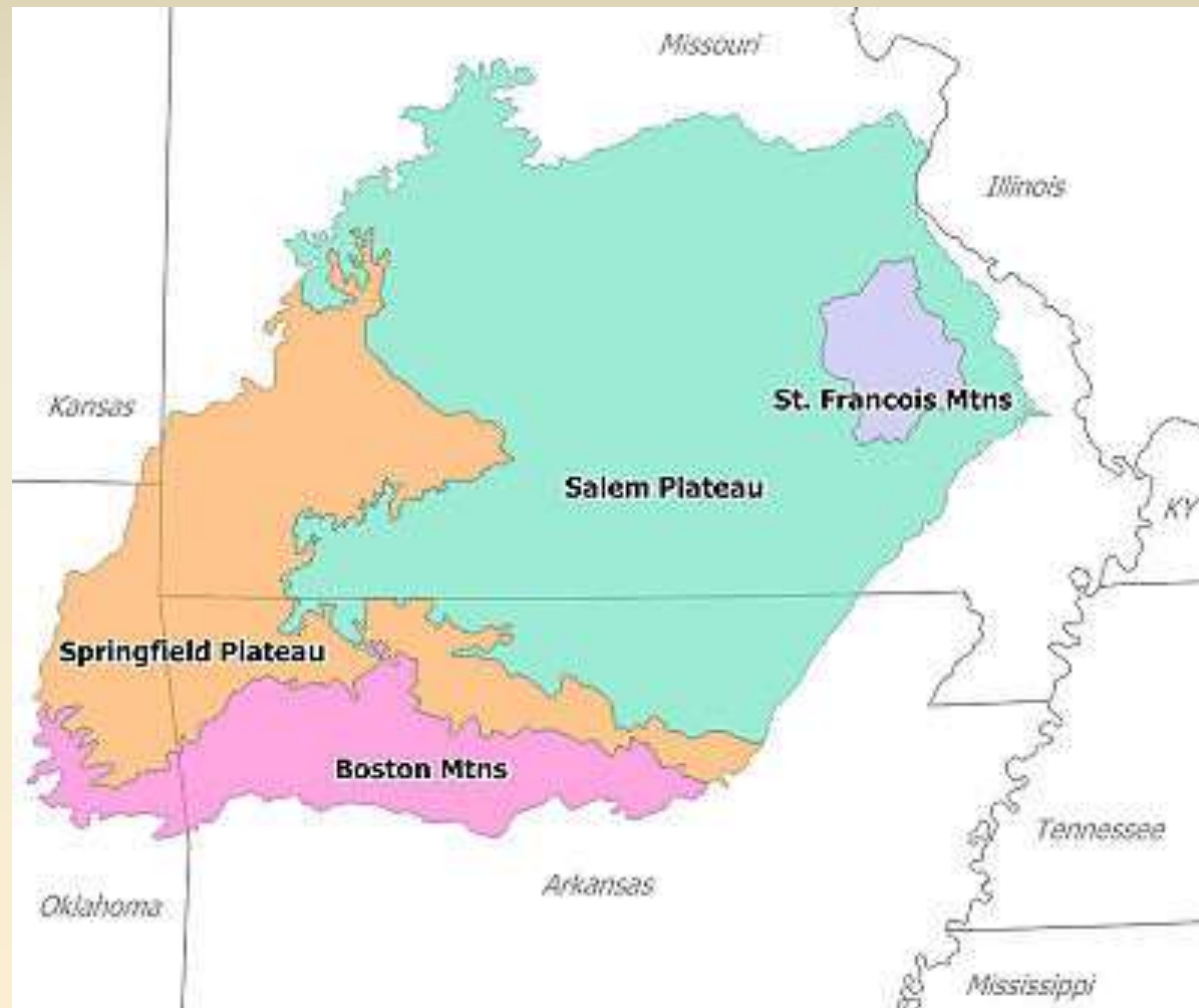 Missouri
Illinois
Kansas
St. Francois Mtns
Salem Plateau
KY
Springfield Plateau
Boston Mtns
Tennessee
Arkansas
Oklahoma
Mississippi